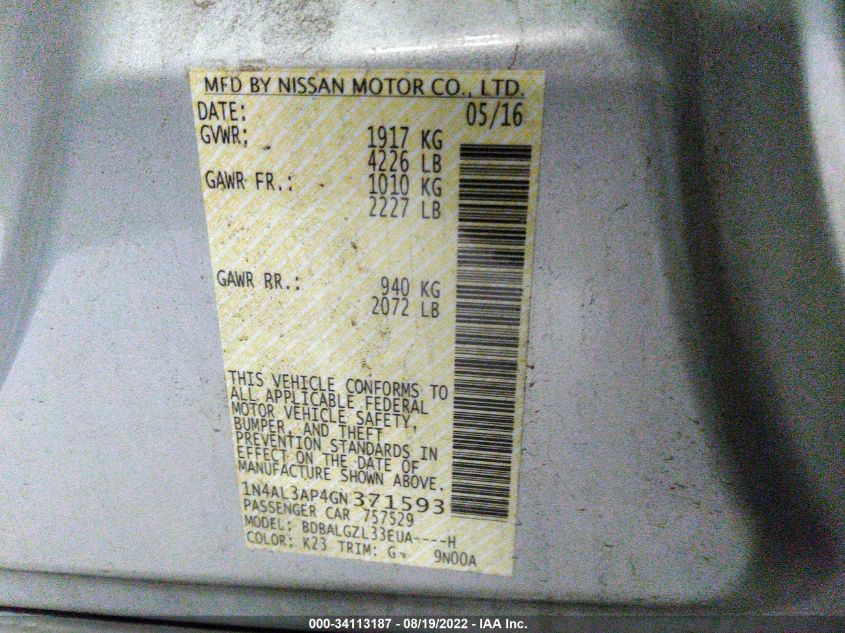 MFD BY NISSAN MOTOR CO., LTD.
DATE: 05/16
GVWR: 1917 KG
4226 LB
GAWR FR.: 1010 KG
2227 LB
GAWR RR.: 940 KG
2072 LB
THIS VEHICLE CONFORMS TO
ALL APPLICABLE FEDERAL
MOTOR VEHICLE SAFETY,
BUMPER, AND THEFT
PREVENTION STANDARDS IN
EFFECT ON THE DATE OF
MANUFACTURE SHOWN ABOVE.
1N4AL3AP4GN371593
PASSENGER CAR 757529
MODEL: BDBALGZL33EUA----H
COLOR: K23 TRIM: G 9N00A
000-34113187 - 08/19/2022 - IAA Inc.